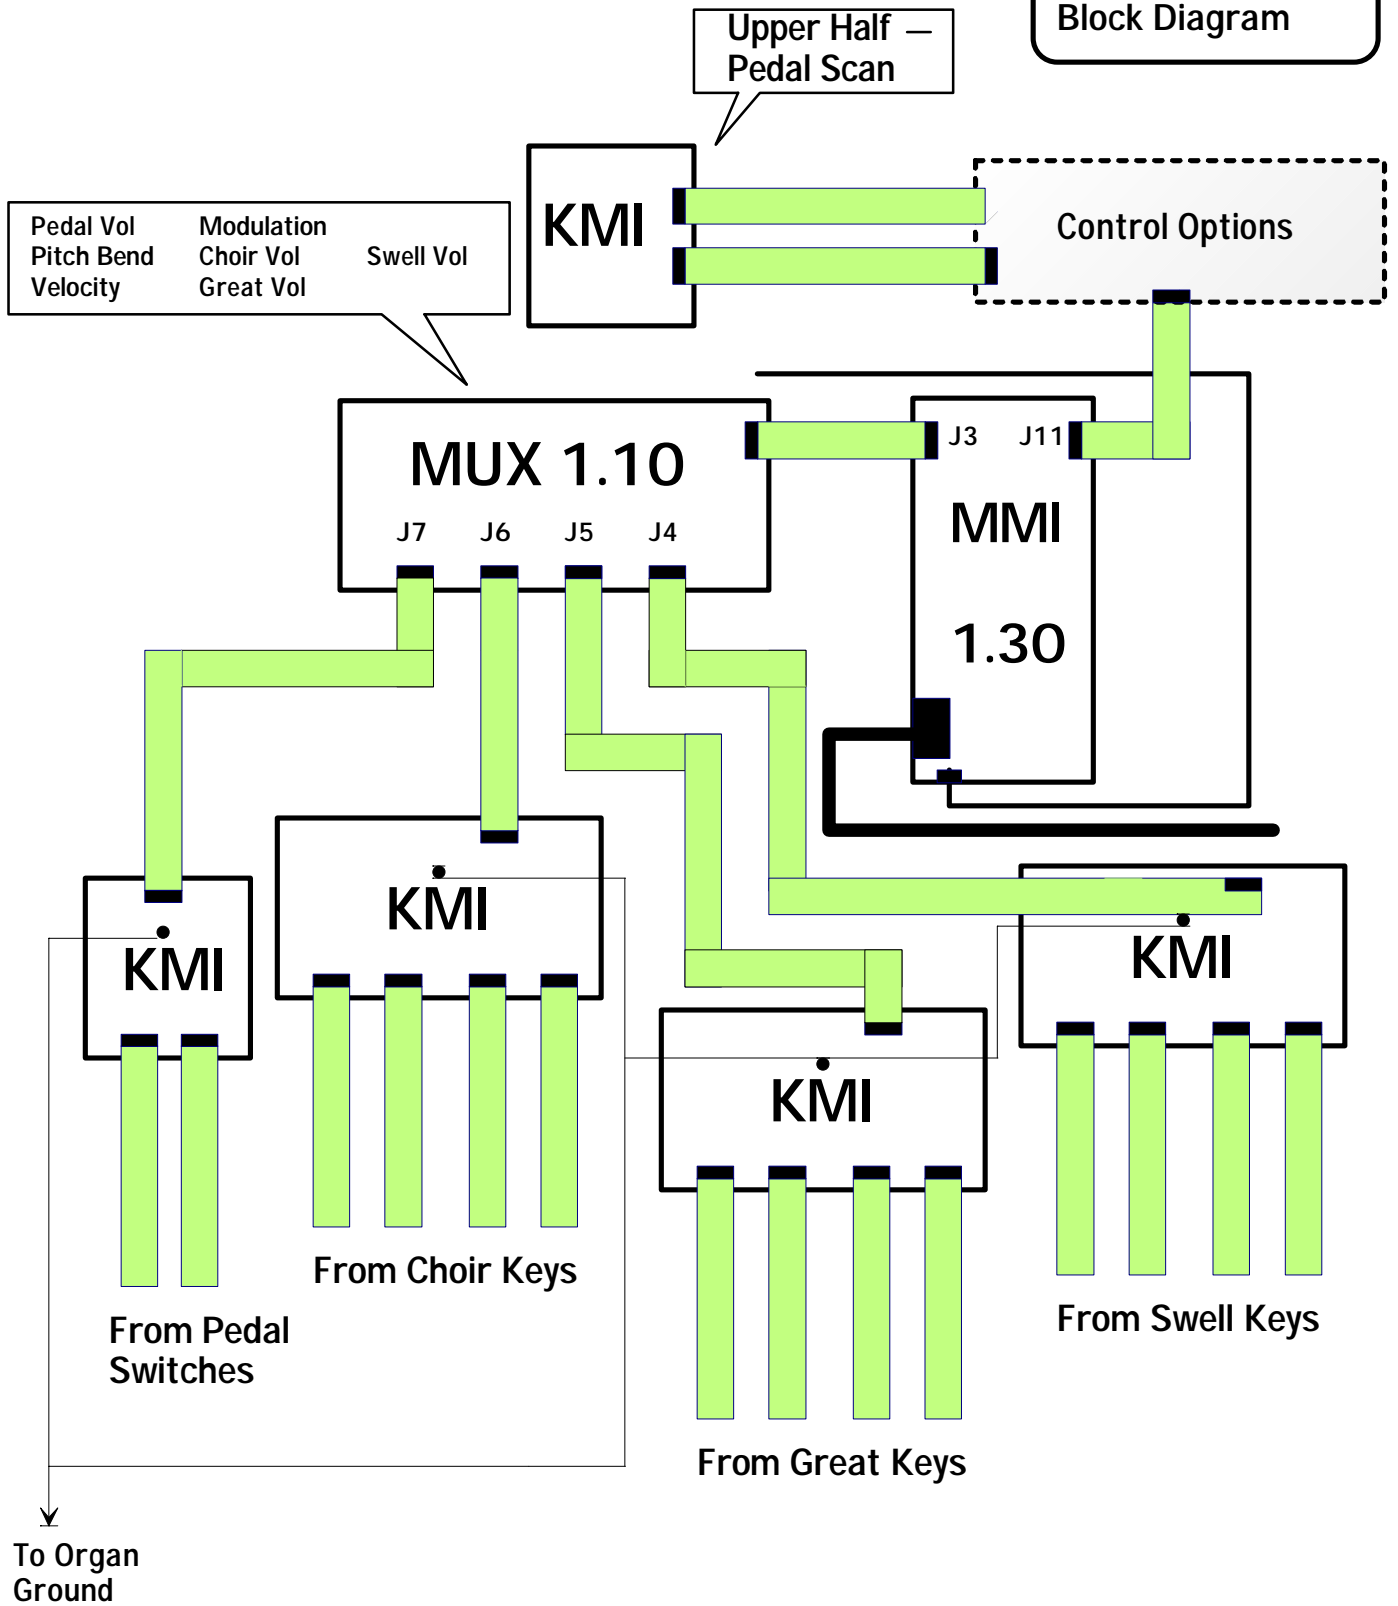 Block Diagram
Upper Half —
Pedal Scan
KMI
Control Options
Pedal Vol Modulation
Pitch Bend Choir Vol Swell Vol
Velocity Great Vol
MUX 1.10
J7 J6 J5 J4
J3 J11
MMI
1.30
KMI
KMI
KMI
KMI
From Choir Keys
From Swell Keys
From Pedal
Switches
From Great Keys
To Organ
Ground